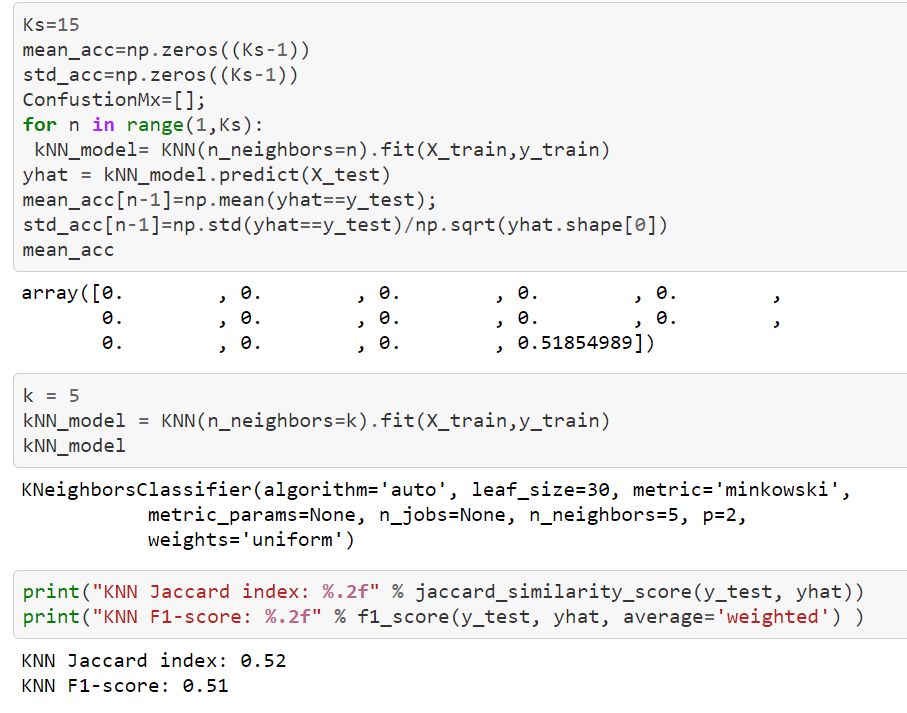 Ks=15
mean_acc=np.zeros((Ks-1))
std_acc=np.zeros((Ks-1))
ConfustionMx=[];
for n in range(1,Ks):
 kNN_model= KNN(n_neighbors=n).fit(X_train,y_train)
yhat = kNN_model.predict(X_test)
mean_acc[n-1]=np.mean(yhat==y_test);
std_acc[n-1]=np.std(yhat==y_test)/np.sqrt(yhat.shape[0])
mean_acc
array([0.        , 0.        , 0.        , 0.        , 0.        ,
       0.        , 0.        , 0.        , 0.        , 0.        ,
       0.        , 0.        , 0.        , 0.51854989])
k = 5
kNN_model = KNN(n_neighbors=k).fit(X_train,y_train)
kNN_model
KNeighborsClassifier(algorithm='auto', leaf_size=30, metric='minkowski',
           metric_params=None, n_jobs=None, n_neighbors=5, p=2,
           weights='uniform')
print("KNN Jaccard index: %.2f" % jaccard_similarity_score(y_test, yhat))
print("KNN F1-score: %.2f" % f1_score(y_test, yhat, average='weighted') )
KNN Jaccard index: 0.52
KNN F1-score: 0.51